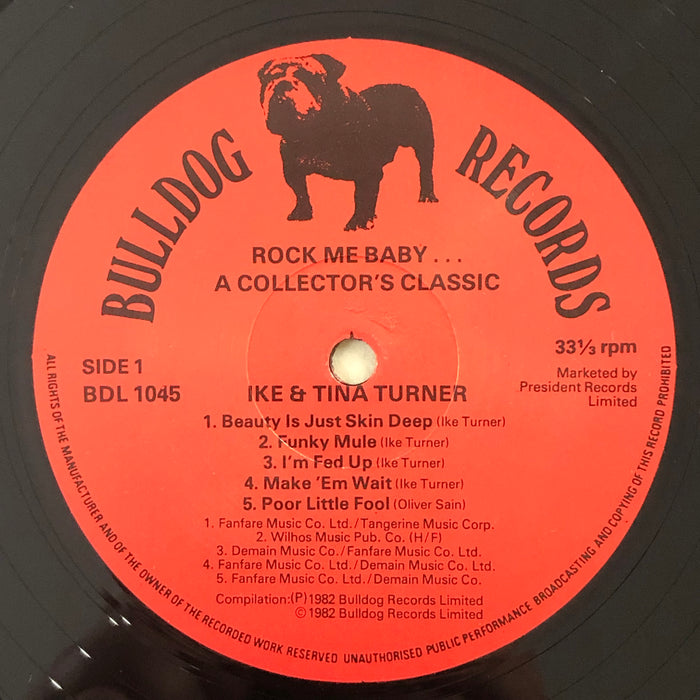 BULLDOG RECORDS
ROCK ME BABY . . .
A COLLECTOR'S CLASSIC
SIDE 1
BDL 1045
33⅓ rpm
Marketed by
President Records
Limited
IKE & TINA TURNER
1. Beauty Is Just Skin Deep (Ike Turner)
2. Funky Mule (Ike Turner)
3. I'm Fed Up (Ike Turner)
4. Make 'Em Wait (Ike Turner)
5. Poor Little Fool (Oliver Sain)
1. Fanfare Music Co. Ltd./Tangerine Music Corp.
2. Wilhos Music Pub. Co. (H/F)
3. Demain Music Co./Fanfare Music Co. Ltd.
4. Fanfare Music Co. Ltd./Demain Music Co. Ltd.
5. Fanfare Music Co. Ltd./Demain Music Co.
Compilation:(P)1982 Bulldog Records Limited
©1982 Bulldog Records Limited
ALL RIGHTS OF THE MANUFACTURER AND OF THE OWNER OF THE RECORDED WORK RESERVED UNAUTHORISED PUBLIC PERFORMANCE BROADCASTING AND COPYING OF THIS RECORD PROHIBITED